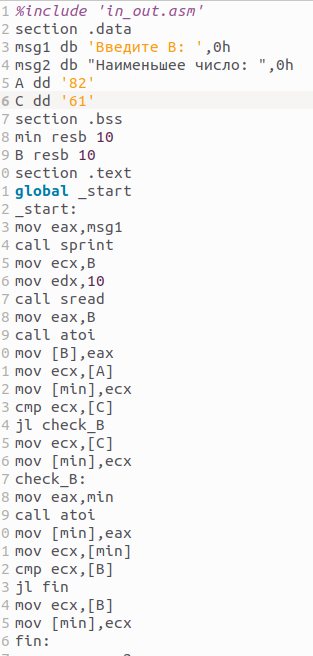 1 %include 'in_out.asm'
2 section .data
3 msg1 db 'Введите В: ',0h
4 msg2 db "Наименьшее число: ",0h
5 A dd '82'
6 C dd '61'
7 section .bss
8 min resb 10
9 B resb 10
0 section .text
1 global _start
2 _start:
3 mov eax,msg1
4 call sprint
5 mov ecx,B
6 mov edx,10
7 call sread
8 mov eax,B
9 call atoi
0 mov [B],eax
1 mov ecx,[A]
2 mov [min],ecx
3 cmp ecx,[C]
4 jl check_B
5 mov ecx,[C]
6 mov [min],ecx
7 check_B:
8 mov eax,min
9 call atoi
0 mov [min],eax
1 mov ecx,[min]
2 cmp ecx,[B]
3 jl fin
4 mov ecx,[B]
5 mov [min],ecx
6 fin: